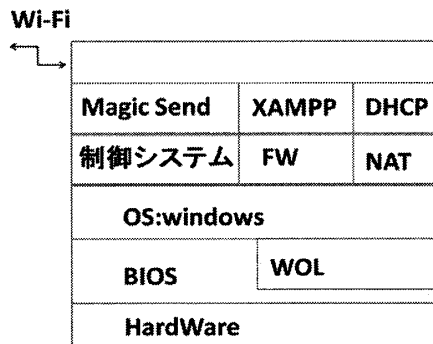 Wi-Fi
Magic Send XAMPP DHCP
制御システム FW NAT
OS:windows
BIOS WOL
HardWare